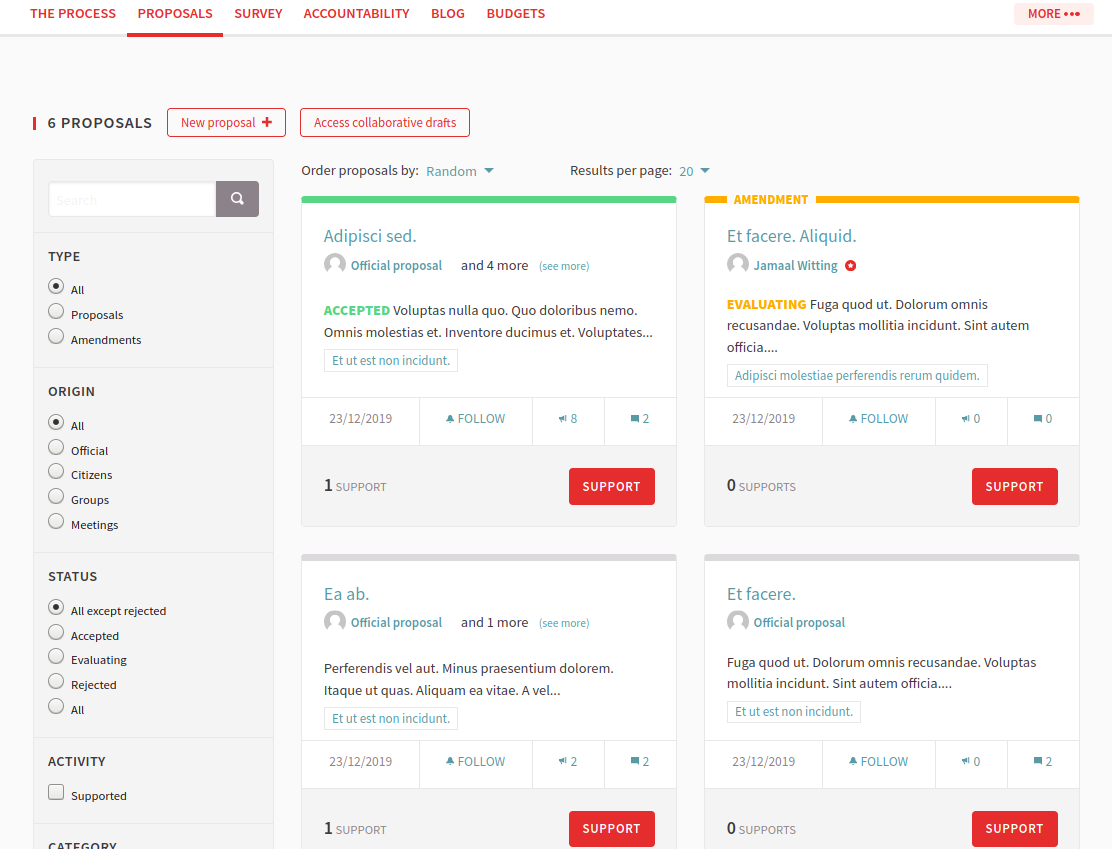 THE PROCESS PROPOSALS SURVEY ACCOUNTABILITY BLOG BUDGETS MORE •••
6 PROPOSALS New proposal + Access collaborative drafts
Order proposals by: Random Results per page: 20
Search
TYPE
All
Proposals
Amendments
ORIGIN
All
Official
Citizens
Groups
Meetings
STATUS
All except rejected
Accepted
Evaluating
Rejected
All
ACTIVITY
Supported
CATEGORY
Adipisci sed.
Official proposal and 4 more (see more)
ACCEPTED Voluptas nulla quo. Quo doloribus nemo.
Omnis molestias et. Inventore ducimus et. Voluptates...
Et ut est non incidunt.
23/12/2019 FOLLOW 8 2
1 SUPPORT SUPPORT
AMENDMENT
Et facere. Aliquid.
Jamaal Witting
EVALUATING Fuga quod ut. Dolorum omnis
recusandae. Voluptas mollitia incidunt. Sint autem
officia....
Adipisci molestiae perferendis rerum quidem.
23/12/2019 FOLLOW 0 0
0 SUPPORTS SUPPORT
Ea ab.
Official proposal and 1 more (see more)
Perferendis vel aut. Minus praesentium dolorem.
Itaque ut quas. Aliquam ea vitae. A vel...
Et ut est non incidunt.
23/12/2019 FOLLOW 2 2
1 SUPPORT SUPPORT
Et facere.
Official proposal
Fuga quod ut. Dolorum omnis recusandae. Voluptas
mollitia incidunt. Sint autem officia....
Et ut est non incidunt.
23/12/2019 FOLLOW 0 2
0 SUPPORTS SUPPORT